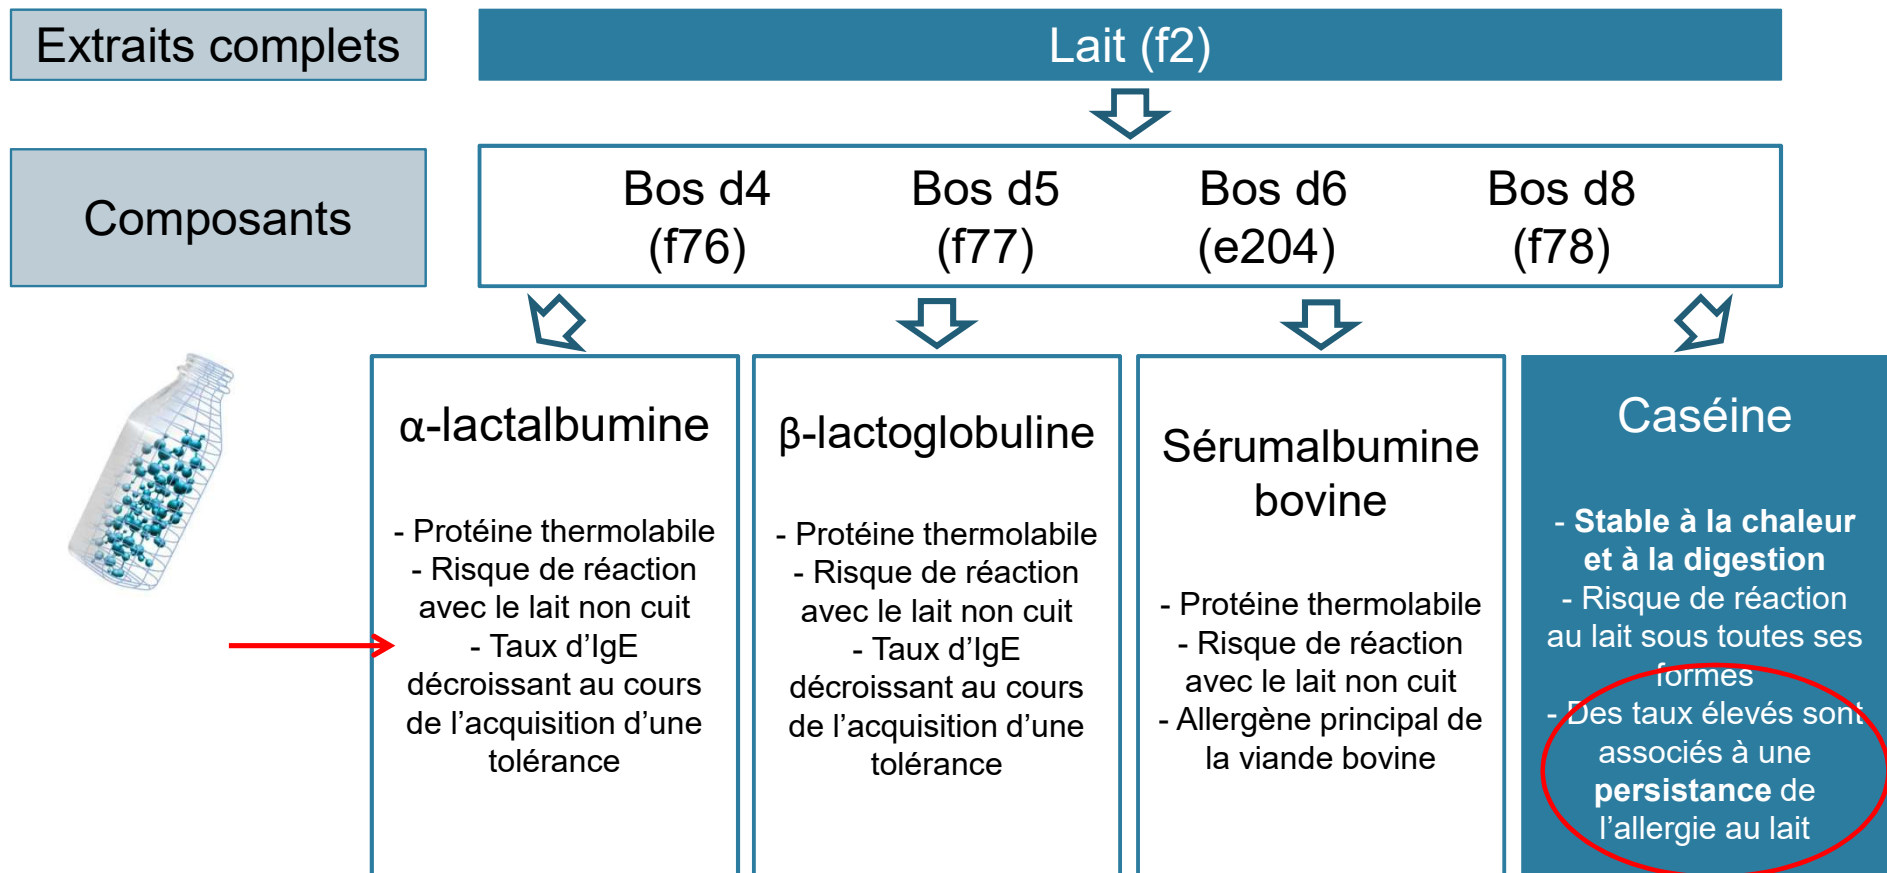 Extraits complets
Lait (f2)
Composants
Bos d4
(f76)
Bos d5
(f77)
Bos d6
(e204)
Bos d8
(f78)
α-lactalbumine
- Protéine thermolabile
- Risque de réaction
avec le lait non cuit
- Taux d’IgE
décroissant au cours
de l’acquisition d’une
tolérance
β-lactoglobuline
- Protéine thermolabile
- Risque de réaction
avec le lait non cuit
- Taux d’IgE
décroissant au cours
de l’acquisition d’une
tolérance
Sérumalbumine
bovine
- Protéine thermolabile
- Risque de réaction
avec le lait non cuit
- Allergène principal de
la viande bovine
Caséine
- Stable à la chaleur
et à la digestion
- Risque de réaction
au lait sous toutes ses
formes
- Des taux élevés sont
associés à une
persistance de
l’allergie au lait